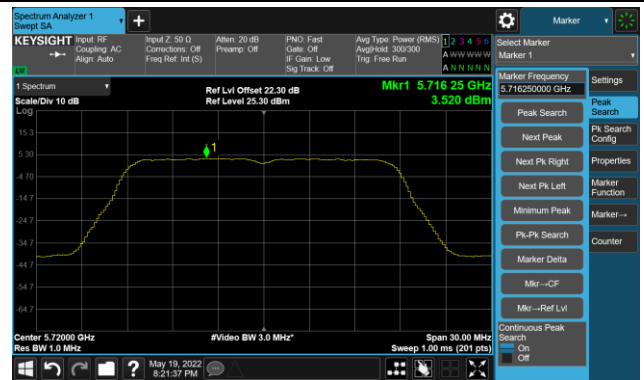 Spectrum Analyzer 1
Swept SA
+
Marker
KEYSIGHT
Input: RF
Coupling: AC
Align: Auto
Input Z: 50 Ω
Corrections: Off
Freq Ref: Int (S)
Atten: 20 dB
Preamp: Off
PNO: Fast
Gate: Off
IF Gain: Low
Sig Track: Off
Avg Type: Power (RMS)
Avg|Hold: 300/300
Trig: Free Run
1 2 3 4 5 6
A W W W W W
A N N N N N
LW
Select Marker
Marker 1
1 Spectrum
Scale/Div 10 dB
Ref Lvl Offset 22.30 dB
Ref Level 25.30 dBm
Mkr1 5.716 25 GHz
3.520 dBm
Log
15.3
5.30
-4.70
-14.7
-24.7
-34.7
-44.7
-54.7
-64.7
1
Center 5.72000 GHz
Res BW 1.0 MHz
#Video BW 3.0 MHz*
Span 30.00 MHz
Sweep 1.00 ms (201 pts)
Marker Frequency
5.716250000 GHz
Peak Search
Next Peak
Next Pk Right
Next Pk Left
Minimum Peak
Pk-Pk Search
Marker Delta
Mkr→CF
Mkr→Ref Lvl
Continuous Peak
Search
On
Off
Settings
Peak
Search
Pk Search
Config
Properties
Marker
Function
Marker→
Counter
?
May 19, 2022
8:21:37 PM